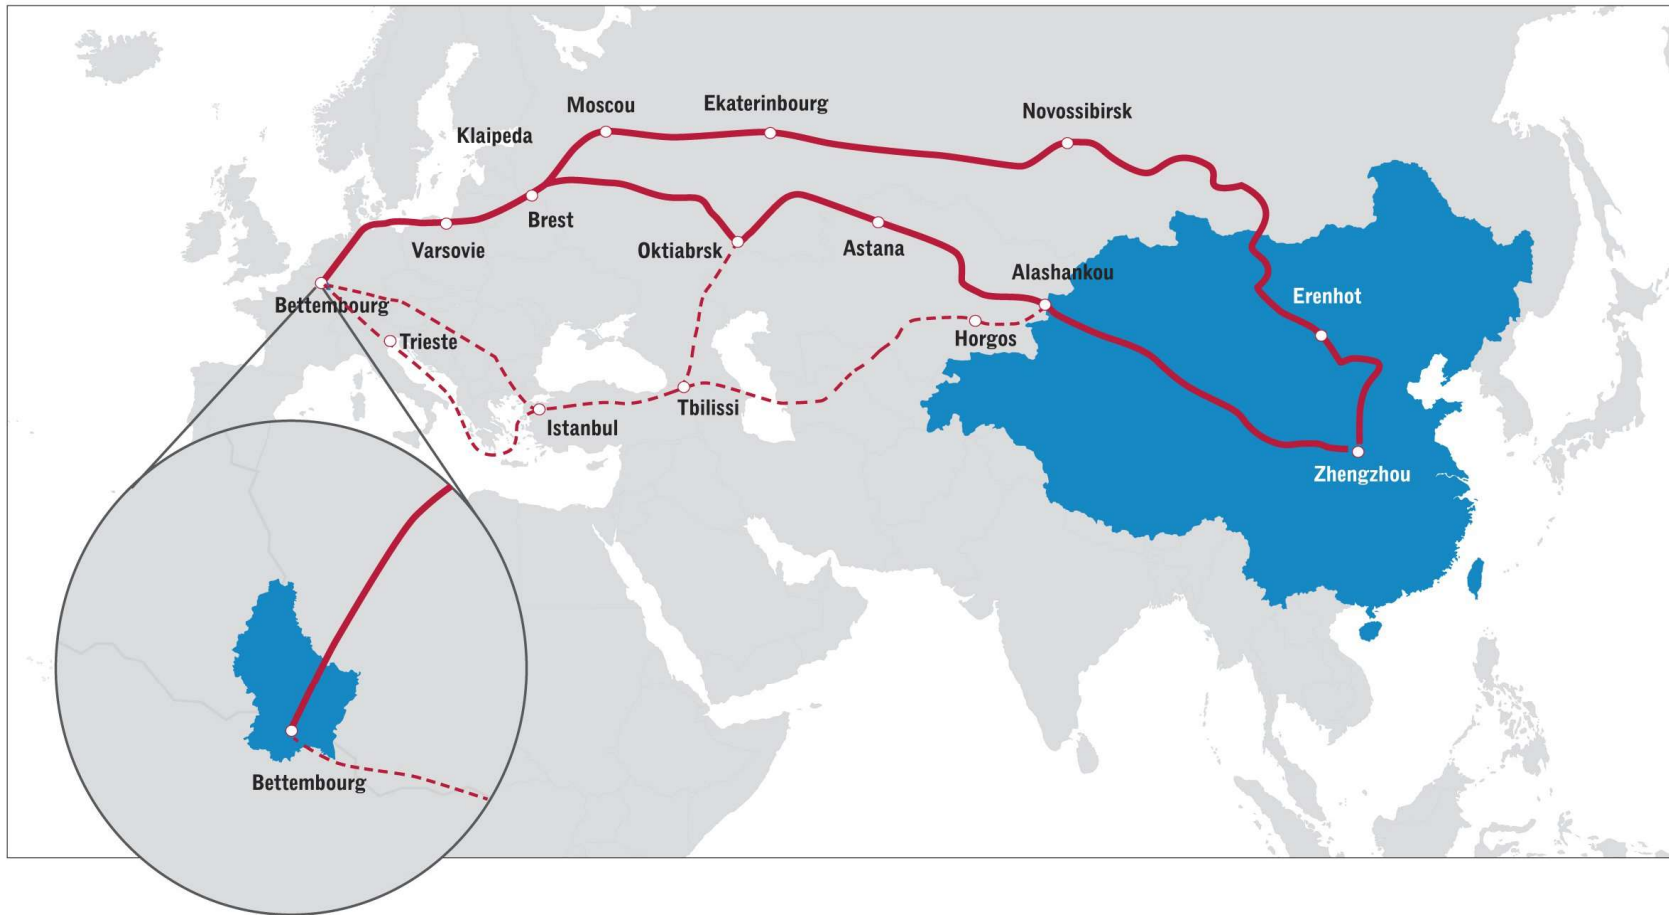 Moscou
Ekaterinbourg
Novossibirsk
Klaipeda
Brest
Varsovie
Oktiabrsk
Astana
Alashankou
Erenhot
Bettembourg
Trieste
Horgos
Istanbul
Tbilissi
Zhengzhou
Bettembourg